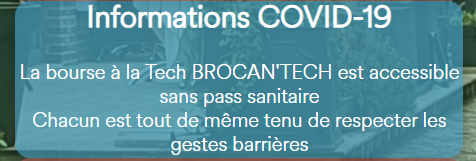 Informations COVID-19
La bourse à la Tech BROCAN'TECH est accessible
sans pass sanitaire
Chacun est tout de même tenu de respecter les
gestes barrières